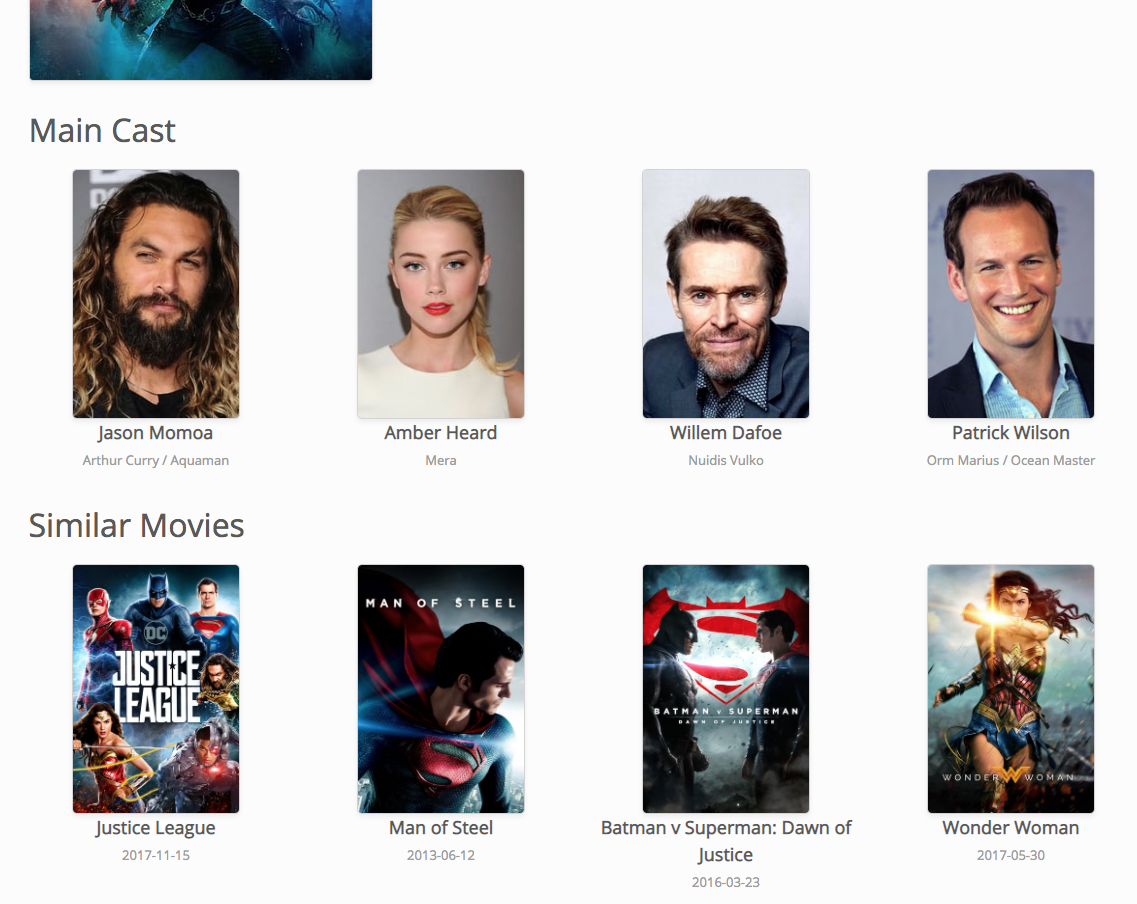 Main Cast
Jason Momoa
Arthur Curry / Aquaman
Amber Heard
Mera
Willem Dafoe
Nuidis Vulko
Patrick Wilson
Orm Marius / Ocean Master
Similar Movies
DC
JUSTICE
LEAGUE
Justice League
2017-11-15
MAN OF STEEL
Man of Steel
2013-06-12
BATMAN v SUPERMAN
DAWN OF JUSTICE
Batman v Superman: Dawn of
Justice
2016-03-23
WONDER WOMAN
Wonder Woman
2017-05-30